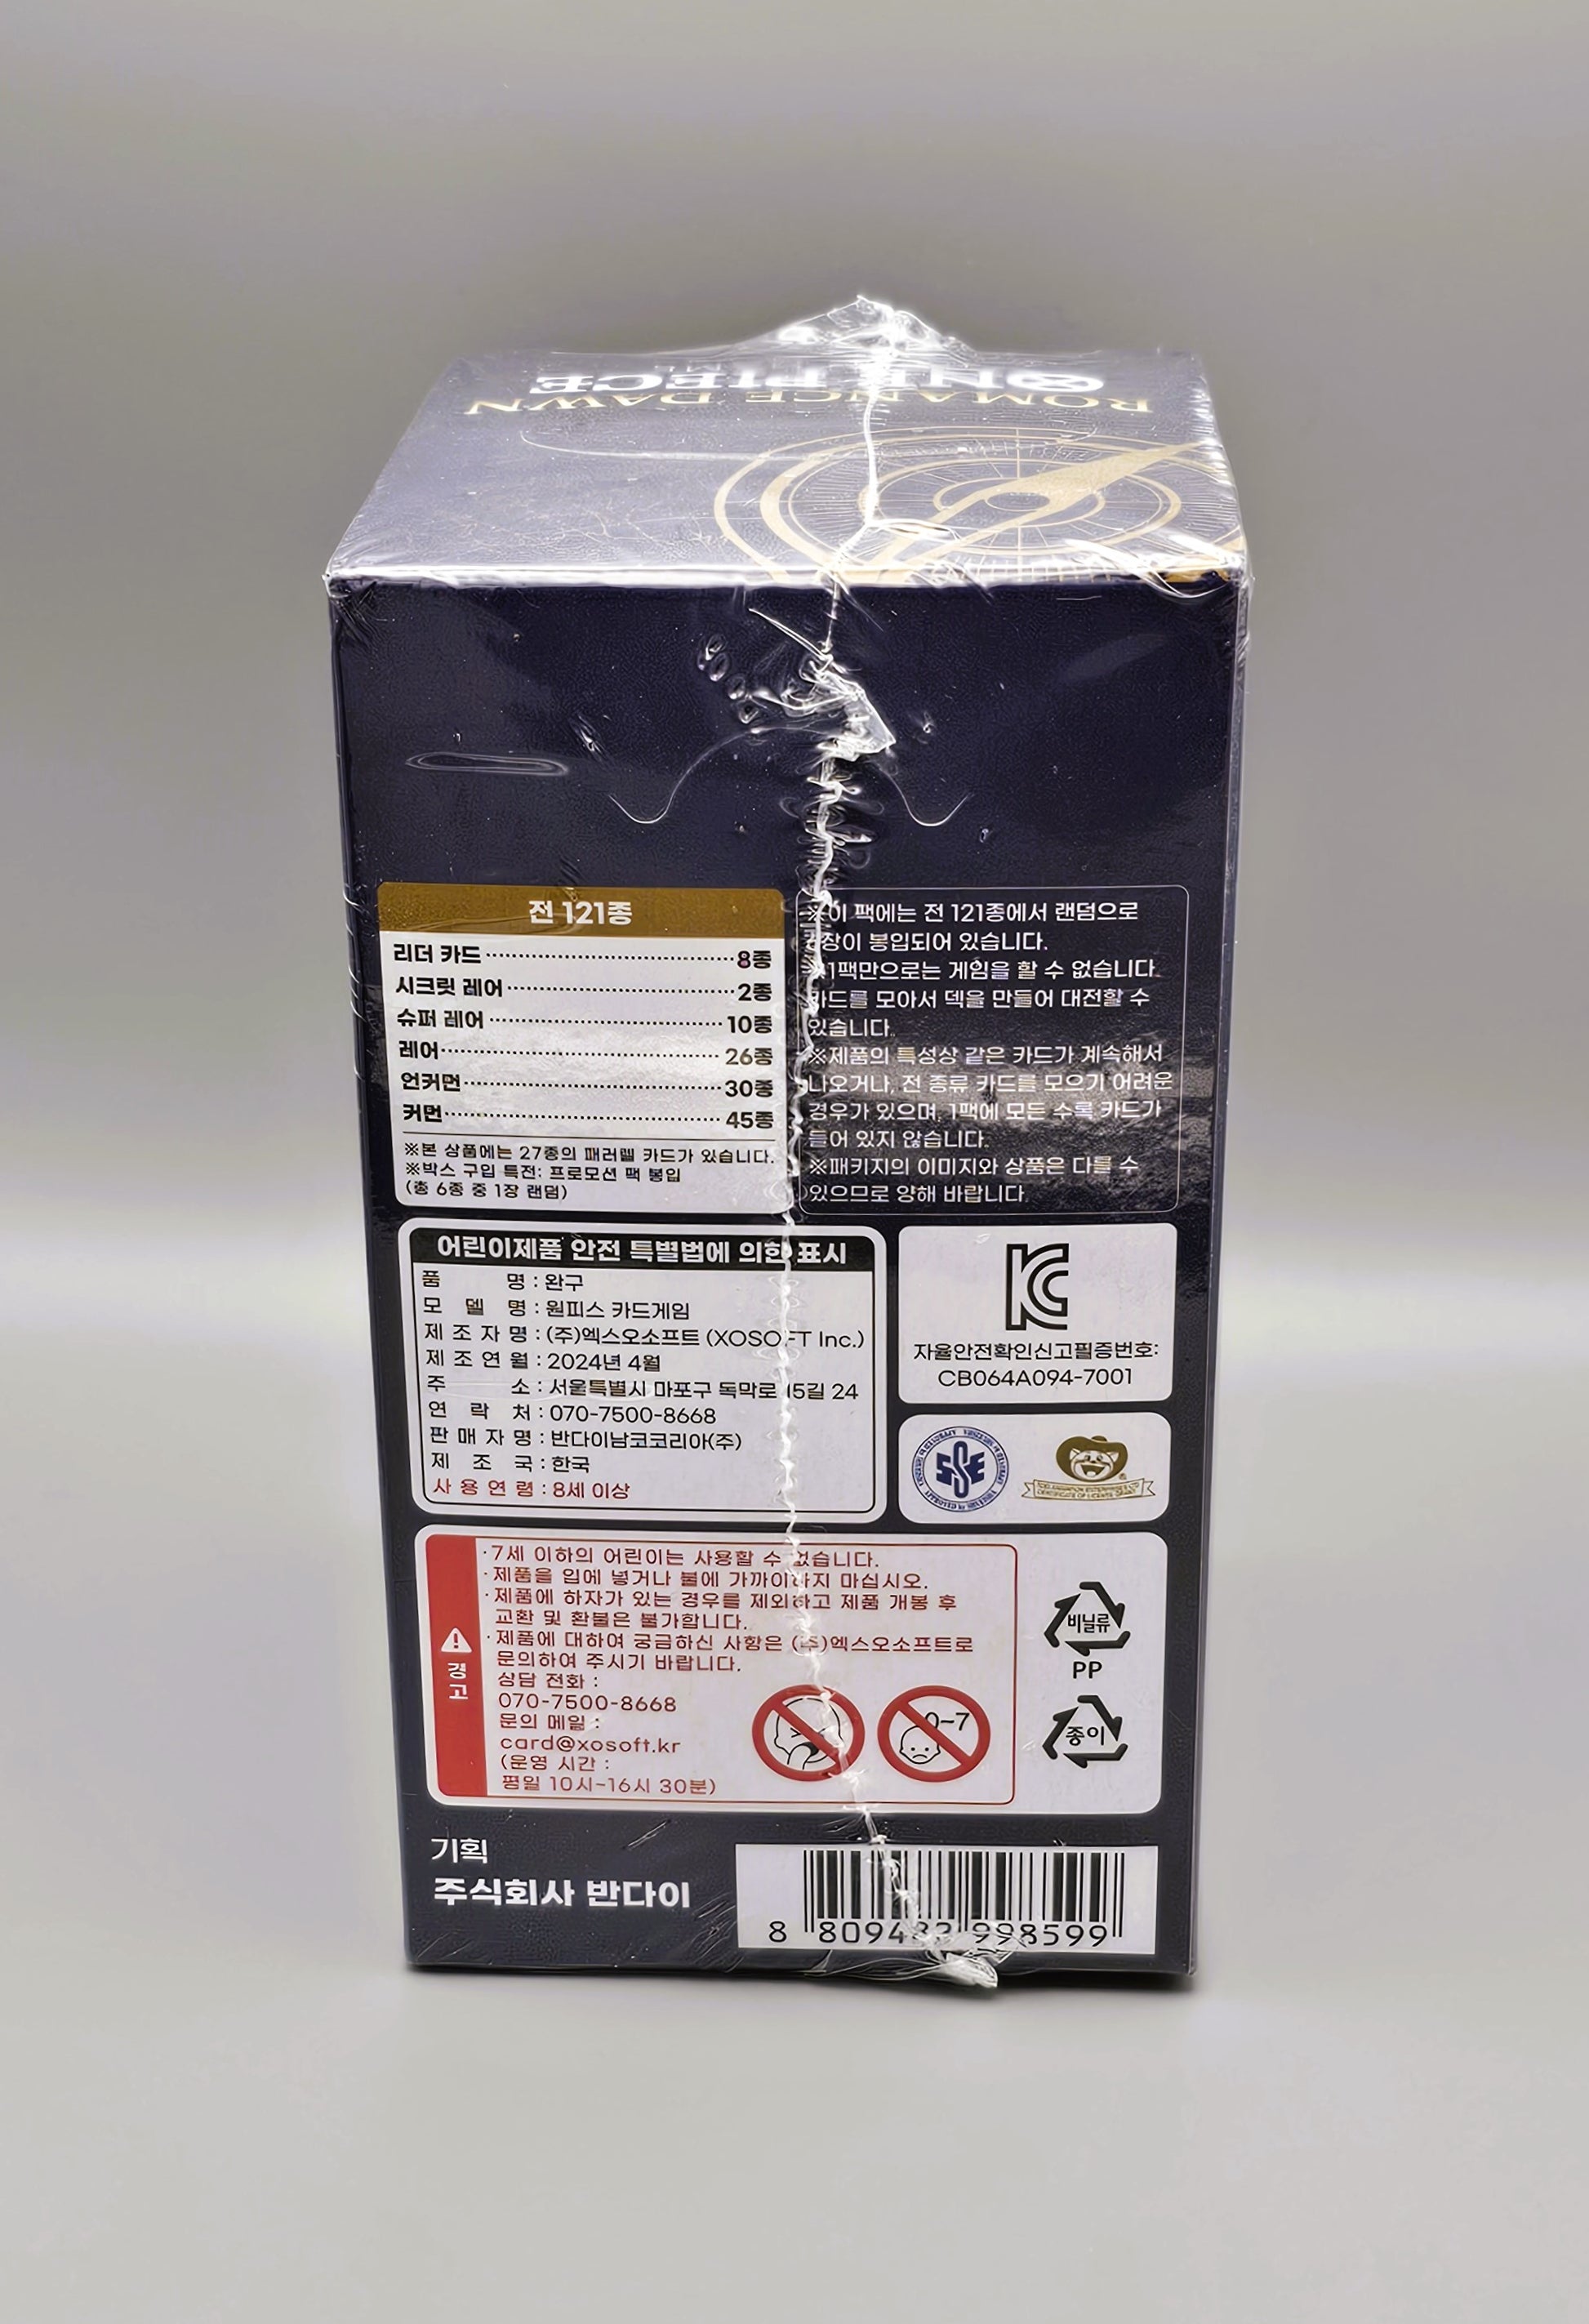 ONE PIECE
ROMANCE DAWN
전 121종
리더 카드 8종
시크릿 레어 2종
슈퍼 레어 10종
레어 26종
언커먼 30종
커먼 45종
※본 상품에는 27종의 패러렐 카드가 있습니다.
※박스 구입 특전: 프로모션 팩 봉입
(총 6종 중 1장 랜덤)
※이 팩에는 전 121종에서 랜덤으로
봉입되어 있습니다.
※1팩만으로는 게임을 할 수 없습니다.
카드를 모아서 덱을 만들어 대전할 수
있습니다.
※제품의 특성상 같은 카드가 계속해서
나오거나, 전 종류 카드를 모으기 어려운
경우가 있으며, 1팩에 모든 수록 카드가
들어 있지 않습니다.
※패키지의 이미지와 상품은 다를 수
있으므로 양해 바랍니다.
어린이제품 안전 특별법에 의한 표시
품 명 : 완구
모 델 명 : 원피스 카드게임
제 조 자 명 : (주)엑스오소프트 (XOSOFT Inc.)
제 조 연 월 : 2024년 4월
주 소 : 서울특별시 마포구 독막로 15길 24
연 락 처 : 070-7500-8668
판 매 자 명 : 반다이남코코리아(주)
제 조 국 : 한국
사 용 연 령 : 8세 이상
KC
자율안전확인신고필증번호:
CB064A094-7001
SSE
경고
·7세 이하의 어린이는 사용할 수 없습니다.
·제품을 입에 넣거나 불에 가까이하지 마십시오.
·제품에 하자가 있는 경우를 제외하고 제품 개봉 후
교환 및 환불은 불가합니다.
·제품에 대하여 궁금하신 사항은 (주)엑스오소프트로
문의하여 주시기 바랍니다.
상담 전화 :
070-7500-8668
문의 메일 :
card@xosoft.kr
(운영 시간 :
평일 10시~16시 30분)
0~7
비닐류
PP
종이
기획
주식회사 반다이
8 809482 998599